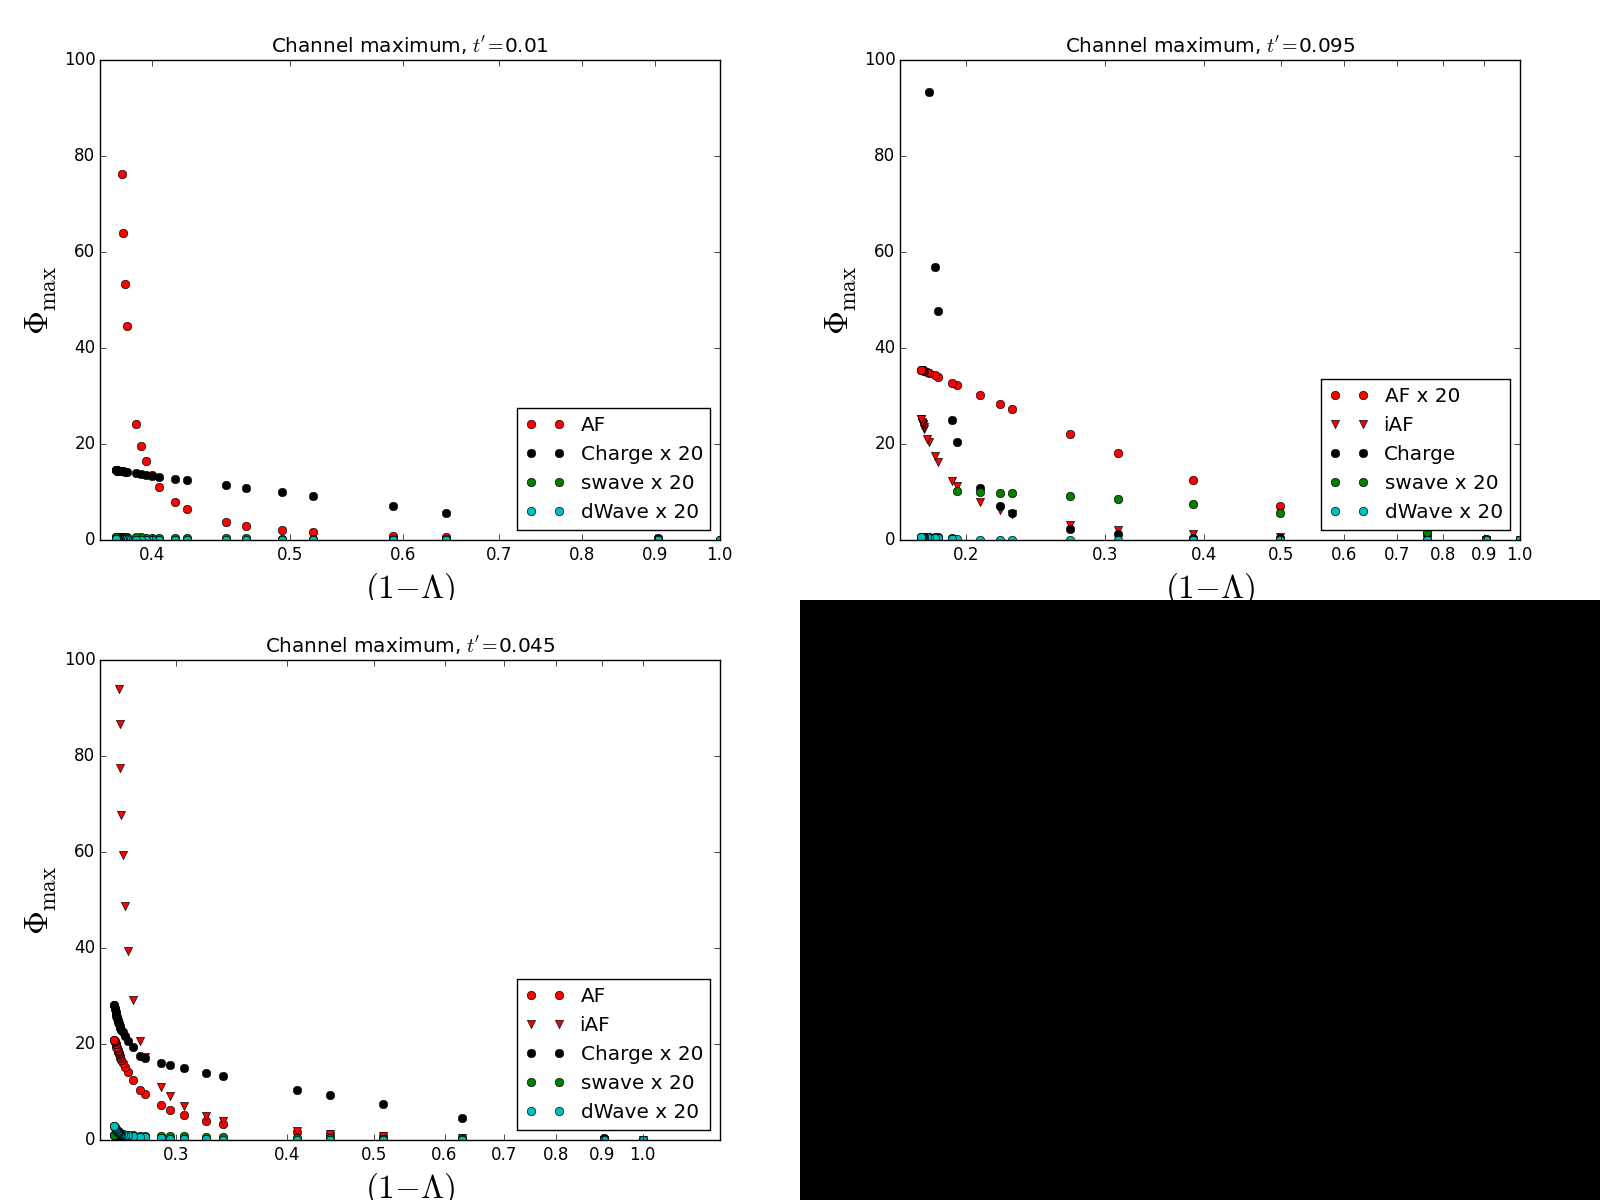 Channel maximum, t′=0.01
100
80
60
40
20
0
Φmax
0.4 0.5 0.6 0.7 0.8 0.9 1.0
(1−Λ)
AF
Charge x 20
swave x 20
dWave x 20
Channel maximum, t′=0.095
100
80
60
40
20
0
Φmax
0.2 0.3 0.4 0.5 0.6 0.7 0.8 0.9 1.0
(1−Λ)
AF x 20
iAF
Charge
swave x 20
dWave x 20
Channel maximum, t′=0.045
100
80
60
40
20
0
Φmax
0.3 0.4 0.5 0.6 0.7 0.8 0.9 1.0
(1−Λ)
AF
iAF
Charge x 20
swave x 20
dWave x 20